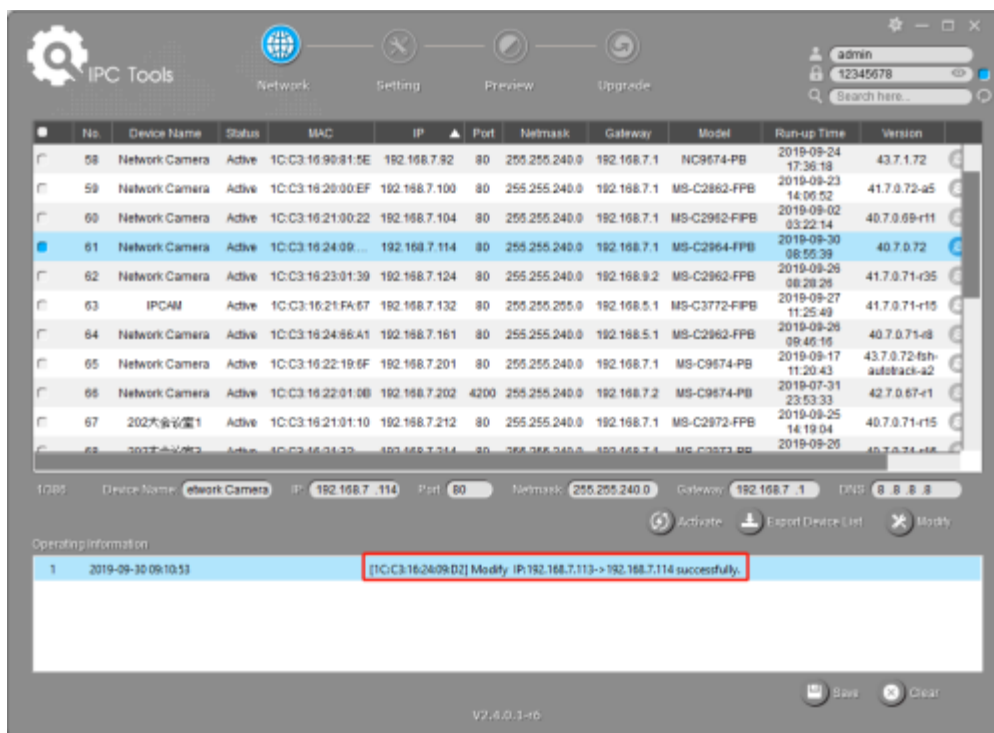 IPC Tools
Network Setting Preview Upgrade
admin
12345678
Search here...
No. Device Name Status MAC IP Port Netmask Gateway Model Run-up Time Version
58 Network Camera Active 1C:C3:16:90:81:5E 192.168.7.92 80 255.255.240.0 192.168.7.1 NC9674-PB 2019-09-24 17:36:18 43.7.1.72
59 Network Camera Active 1C:C3:16:20:00:EF 192.168.7.100 80 255.255.240.0 192.168.7.1 MS-C2862-FPB 2019-09-23 14:06:52 41.7.0.72-a5
60 Network Camera Active 1C:C3:16:21:00:22 192.168.7.104 80 255.255.240.0 192.168.7.1 MS-C2962-FIPB 2019-09-02 03:22:14 40.7.0.69-r11
61 Network Camera Active 1C:C3:16:24:09:... 192.168.7.114 80 255.255.240.0 192.168.7.1 MS-C2964-FPB 2019-09-30 08:55:39 40.7.0.72
62 Network Camera Active 1C:C3:16:23:01:39 192.168.7.124 80 255.255.240.0 192.168.9.2 MS-C2962-FPB 2019-09-26 08:28:26 41.7.0.71-r35
63 IPCAM Active 1C:C3:16:21:FA:67 192.168.7.132 80 255.255.255.0 192.168.5.1 MS-C3772-FIPB 2019-09-27 11:25:49 41.7.0.71-r15
64 Network Camera Active 1C:C3:16:24:66:A1 192.168.7.161 80 255.255.240.0 192.168.5.1 MS-C2962-FPB 2019-09-26 09:46:16 40.7.0.71-r8
65 Network Camera Active 1C:C3:16:22:19:6F 192.168.7.201 80 255.255.240.0 192.168.7.1 MS-C9674-PB 2019-09-17 11:20:43 43.7.0.72-fsh-autotrack-a2
66 Network Camera Active 1C:C3:16:22:01:0B 192.168.7.202 4200 255.255.240.0 192.168.7.2 MS-C9674-PB 2019-07-31 23:53:33 42.7.0.67-r1
67 202大会议室1 Active 1C:C3:16:21:01:10 192.168.7.212 80 255.255.240.0 192.168.7.1 MS-C2972-FPB 2019-09-25 14:19:04 40.7.0.71-r15
2019-09-26
1/386 Device Name: etwork Camera IP: 192.168.7 .114 Port: 80 Netmask: 255.255.240.0 Gateway: 192.168.7 .1 DNS: 8 .8 .8 .8
Activate Export Device List Modify
Operating Information
1 2019-09-30 09:10:53 [1C:C3:16:24:09:D2] Modify IP:192.168.7.113->192.168.7.114 successfully.
Save Clear
V2.4.0.1-r6